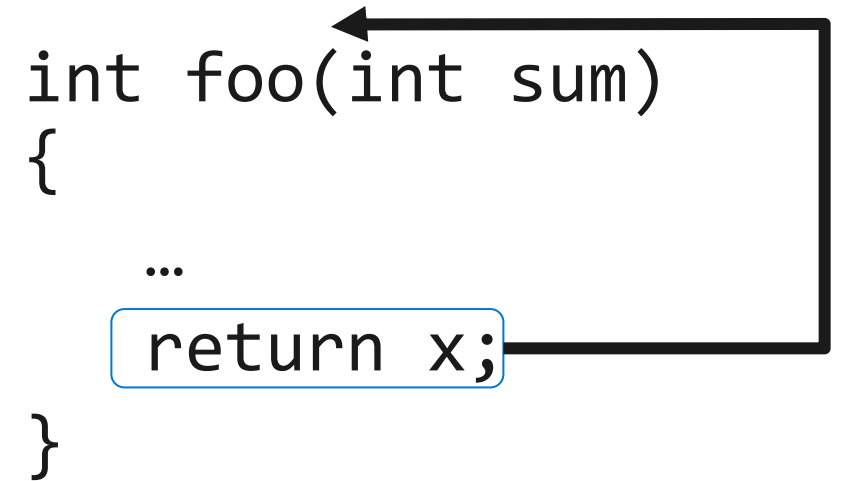 int foo(int sum)
{
…
return x;
}